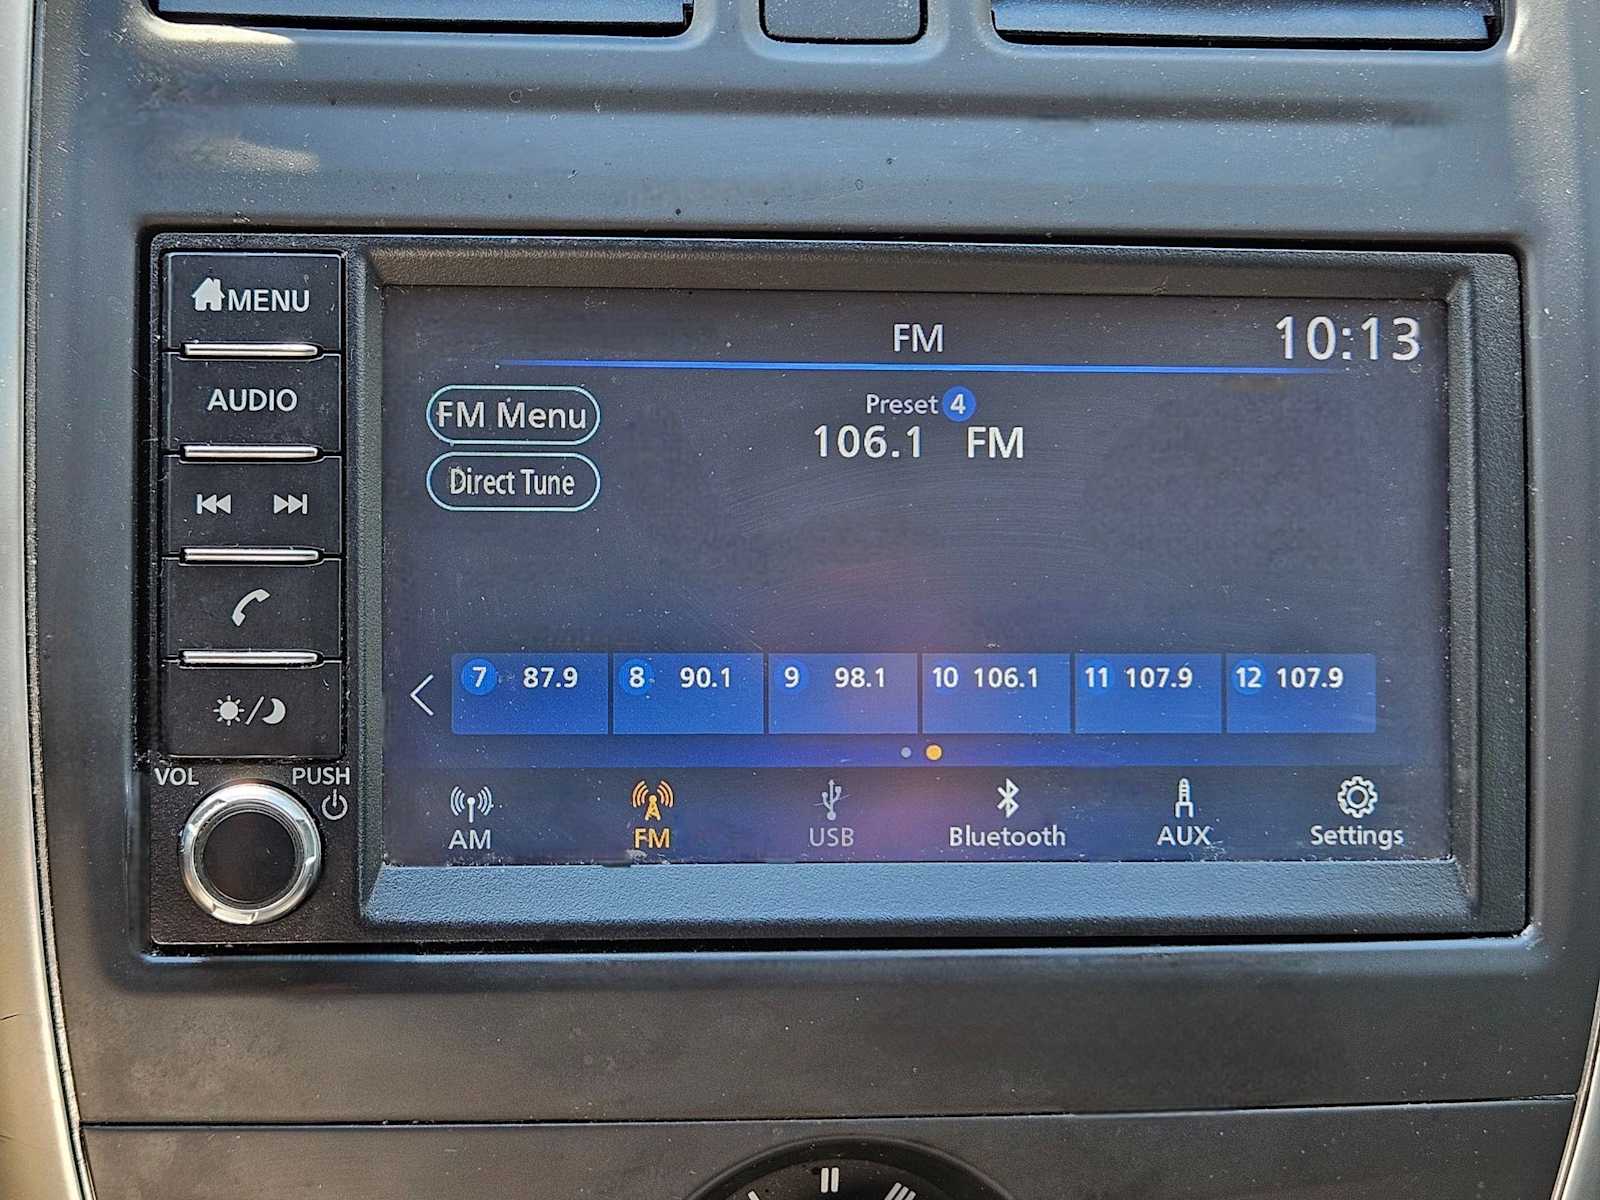 MENU
AUDIO
VOL
PUSH
FM
10:13
FM Menu
Direct Tune
Preset 4
106.1 FM
7 87.9
8 90.1
9 98.1
10 106.1
11 107.9
12 107.9
AM
FM
USB
Bluetooth
AUX
Settings